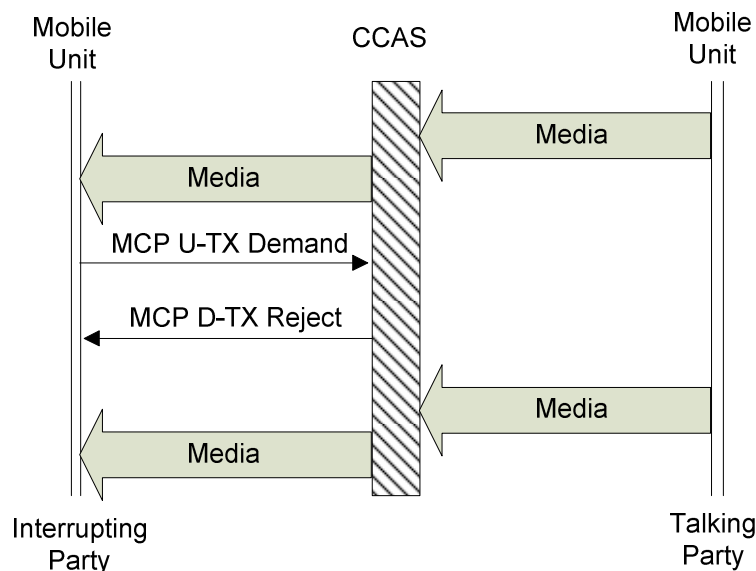 Mobile
Unit
CCAS
Mobile
Unit
Media
Media
MCP U-TX Demand
MCP D-TX Reject
Media
Media
Interrupting
Party
Talking
Party